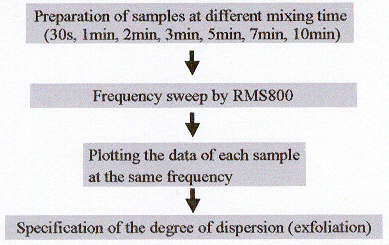 Preparation of samples at different mixing time
(30s, 1min, 2min, 3min, 5min, 7min, 10min)
Frequency sweep by RMS800
Plotting the data of each sample
at the same frequency
Specification of the degree of dispersion (exfoliation)